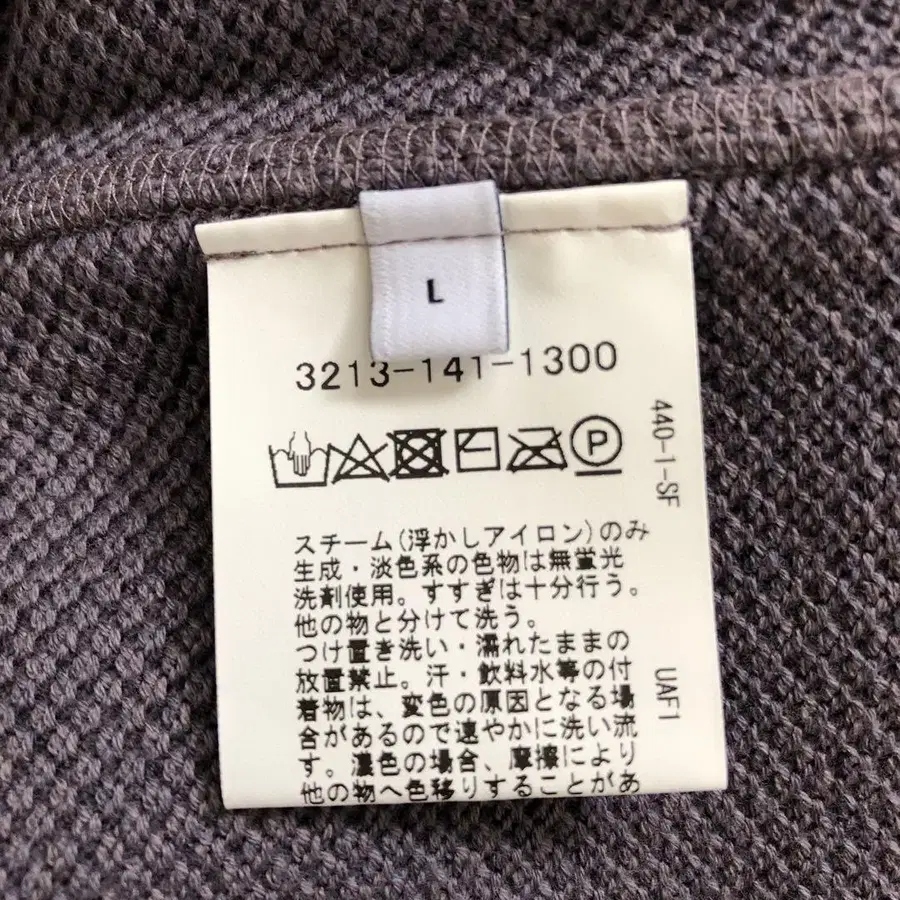 L
3213-141-1300
P
440-1-SF
スチーム(浮かしアイロン)のみ
生成・淡色系の色物は無蛍光
洗剤使用。すすぎは十分行う。
他の物と分けて洗う。
つけ置き洗い・濡れたままの
放置禁止。汗・飲料水等の付
着物は、変色の原因となる場
合があるので速やかに洗い流
す。濃色の場合、摩擦により
他の物へ色移りすることがあ
UAF1